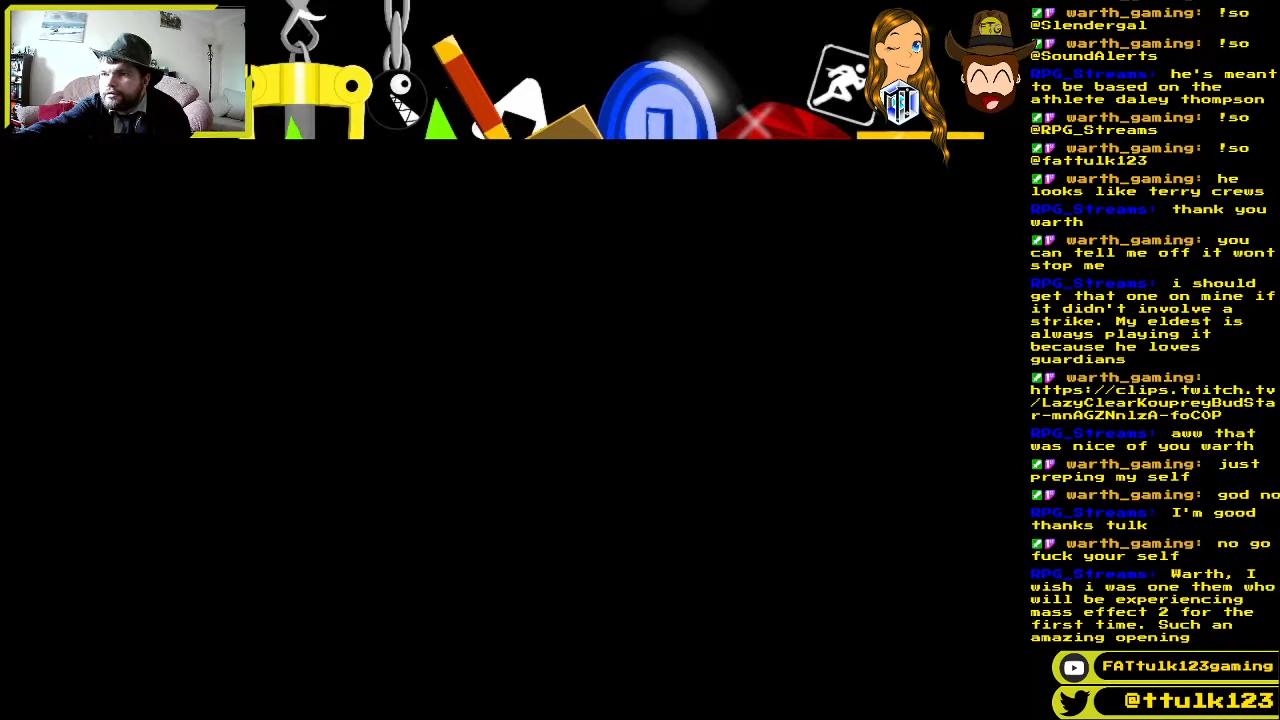 warth_gaming: !so
@Slendergal
warth_gaming: !so
@SoundAlerts
RPG_Streams: he's meant
to be based on the
athlete daley thompson
warth_gaming: !so
@RPG_Streams
warth_gaming: !so
@fattulk123
warth_gaming: he
looks like terry crews
RPG_Streams: thank you
warth
warth_gaming: you
can tell me off it wont
stop me
RPG_Streams: i should
get that one on mine if
it didn't involve a
strike. My eldest is
always playing it
because he loves
guardians
warth_gaming:
https://clips.twitch.tv
/LazyClearKoupreyBudSta
r-mnAGZNnlzA-foCOP
RPG_Streams: aww that
was nice of you warth
warth_gaming: just
preping my self
warth_gaming: god no
RPG_Streams: I'm good
thanks tulk
warth_gaming: no go
fuck your self
RPG_Streams: Warth, I
wish i was one them who
will be experiencing
mass effect 2 for the
first time. Such an
amazing opening
FATtulk123gaming
@ttulk123